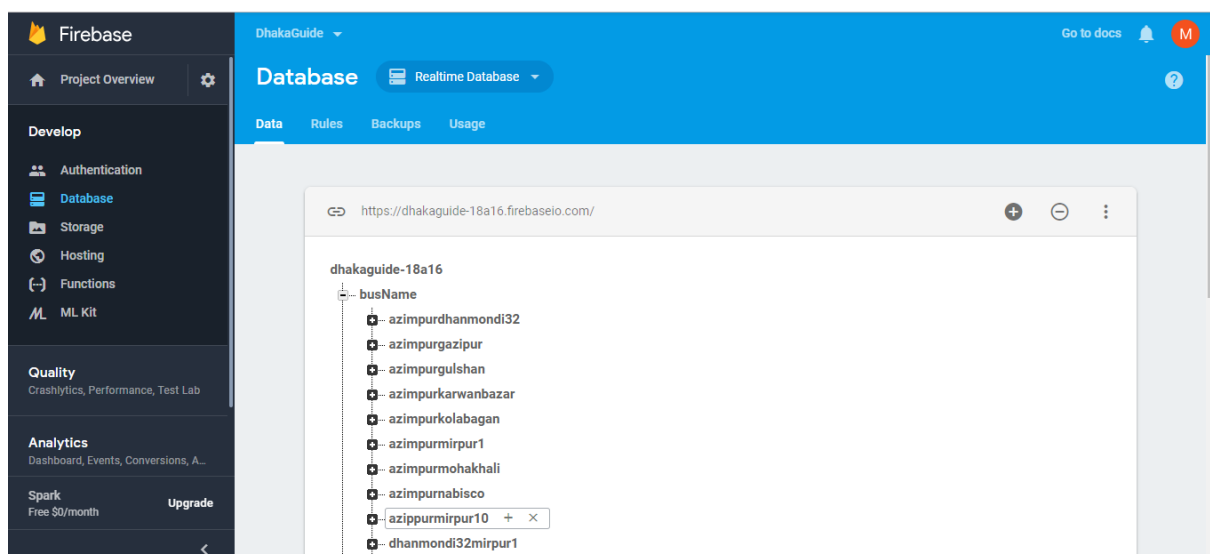 Firebase
DhakaGuide
Go to docs
M
Project Overview
Database
Realtime Database
?
Develop
Data Rules Backups Usage
Authentication
Database
Storage
Hosting
Functions
ML Kit
https://dhakaguide-18a16.firebaseio.com/
dhakaguide-18a16
busName
azimpurdhanmondi32
azimpurgazipur
azimpurgulshan
azimpurkarwanbazar
azimpurkolabagan
azimpurmirpur1
azimpurmohakhali
azimpurnabisco
azippurmirpur10
dhanmondi32mirpur1
Quality
Crashlytics, Performance, Test Lab
Analytics
Dashboard, Events, Conversions, A...
Spark
Free $0/month
Upgrade